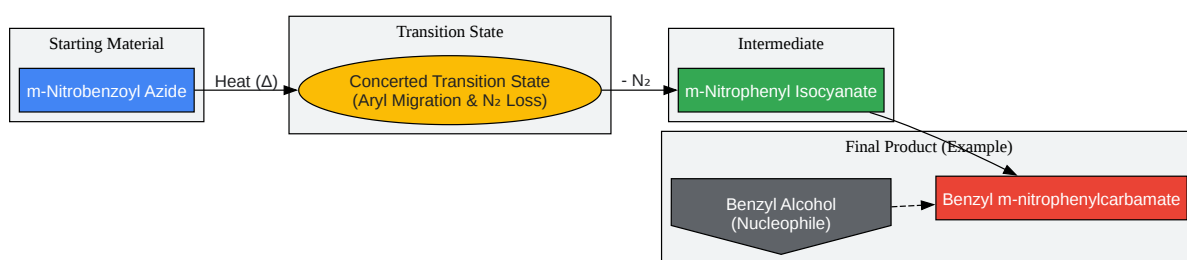 Starting Material
m-Nitrobenzoyl Azide
Heat (Δ)
Transition State
Concerted Transition State
(Aryl Migration & N₂ Loss)
- N₂
Intermediate
m-Nitrophenyl Isocyanate
Final Product (Example)
Benzyl Alcohol
(Nucleophile)
Benzyl m-nitrophenylcarbamate